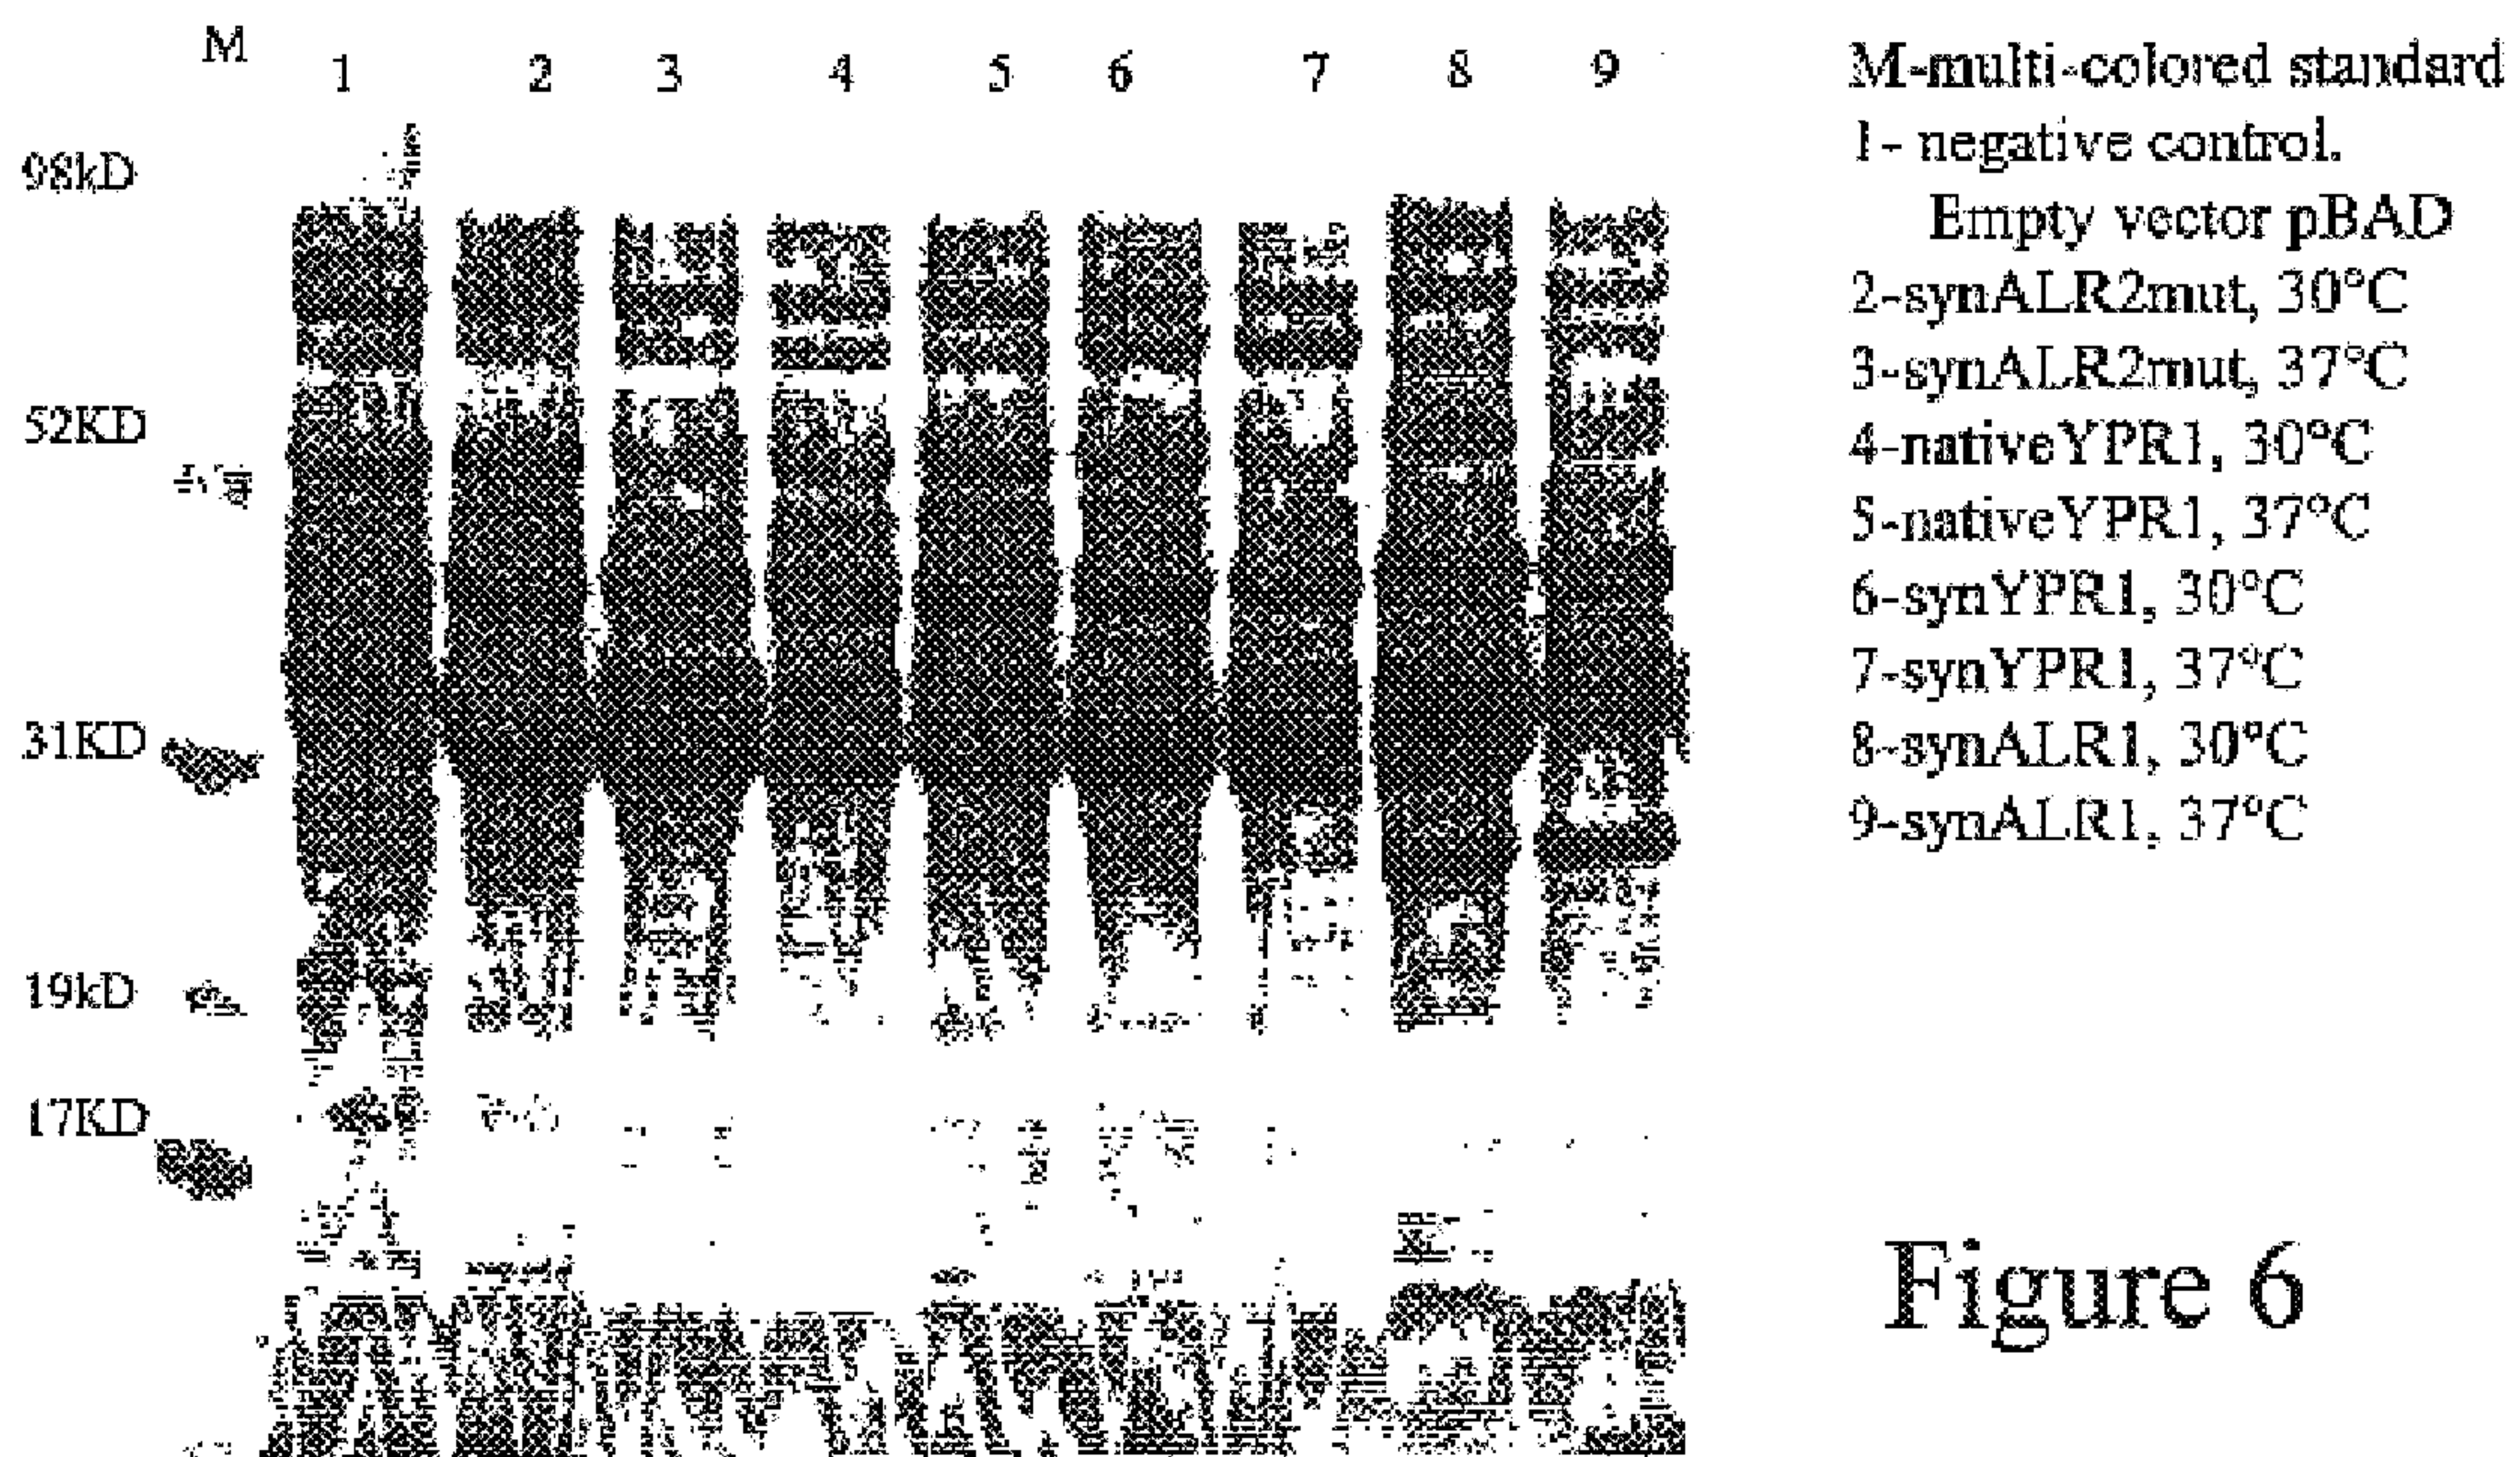 M 1 2 3 4 5 6 7 8 9
98kD
52KD
31KD
19kD
17KD
M-multi-colored standard
1- negative control.
Empty vector pBAD
2-synALR2mut, 30°C
3-synALR2mut, 37°C
4-nativeYPR1, 30°C
5-nativeYPR1, 37°C
6-synYPR1, 30°C
7-synYPR1, 37°C
8-synALR1, 30°C
9-synALR1, 37°C
Figure 6